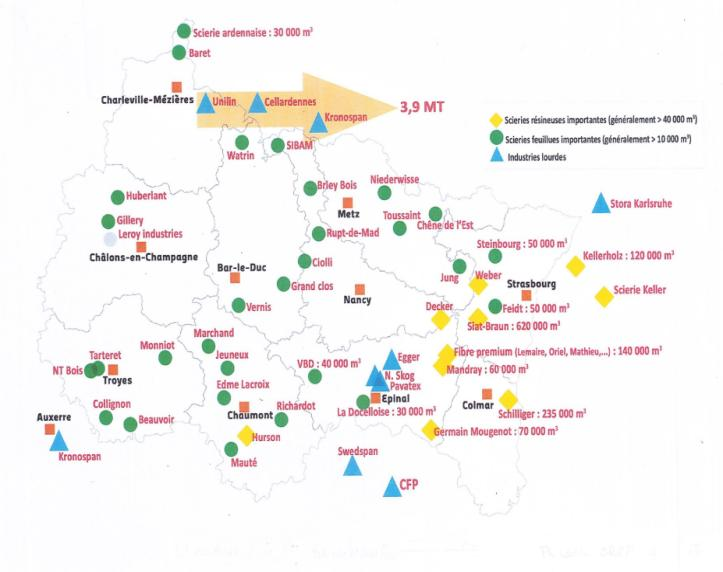 Scierie ardennaise : 30 000 m³
Baret
Charleville-Mézières
Unilin
Cellardennes
Kronospan
3,9 MT
Scieries résineuses importantes (généralement > 40 000 m³)
Scieries feuillues importantes (généralement > 10 000 m³)
Industries lourdes
Watrin
SIBAM
Huberlant
Gillery
Leroy industries
Châlons-en-Champagne
Briey Bois
Niederwisse
Metz
Toussaint
Chêne de l'Est
Rupt-de-Mad
Stora Karlsruhe
Steinbourg : 50 000 m³
Kellerholz : 120 000 m³
Bar-le-Duc
Ciolli
Grand clos
Vernis
Nancy
Jung
Weber
Strasbourg
Scierie Keller
Decker
Feidt : 50 000 m³
Siat-Braun : 620 000 m³
Marchand
Monniot
Jeuneux
Tarteret
NT Bois
Troyes
VBD : 40 000 m³
Egger
Fibre premium (Lemaire, Oriel, Mathieu,...) : 140 000 m³
N. Skog
Pavatex
Mandray : 60 000 m³
Edme Lacroix
Epinal
Collignon
Beauvoir
Chaumont
Richardot
La Docelloise : 30 000 m³
Colmar
Schilliger : 235 000 m³
Auxerre
Kronospan
Hurson
Mauté
Germain Mougenot : 70 000 m³
Swedspan
CFP